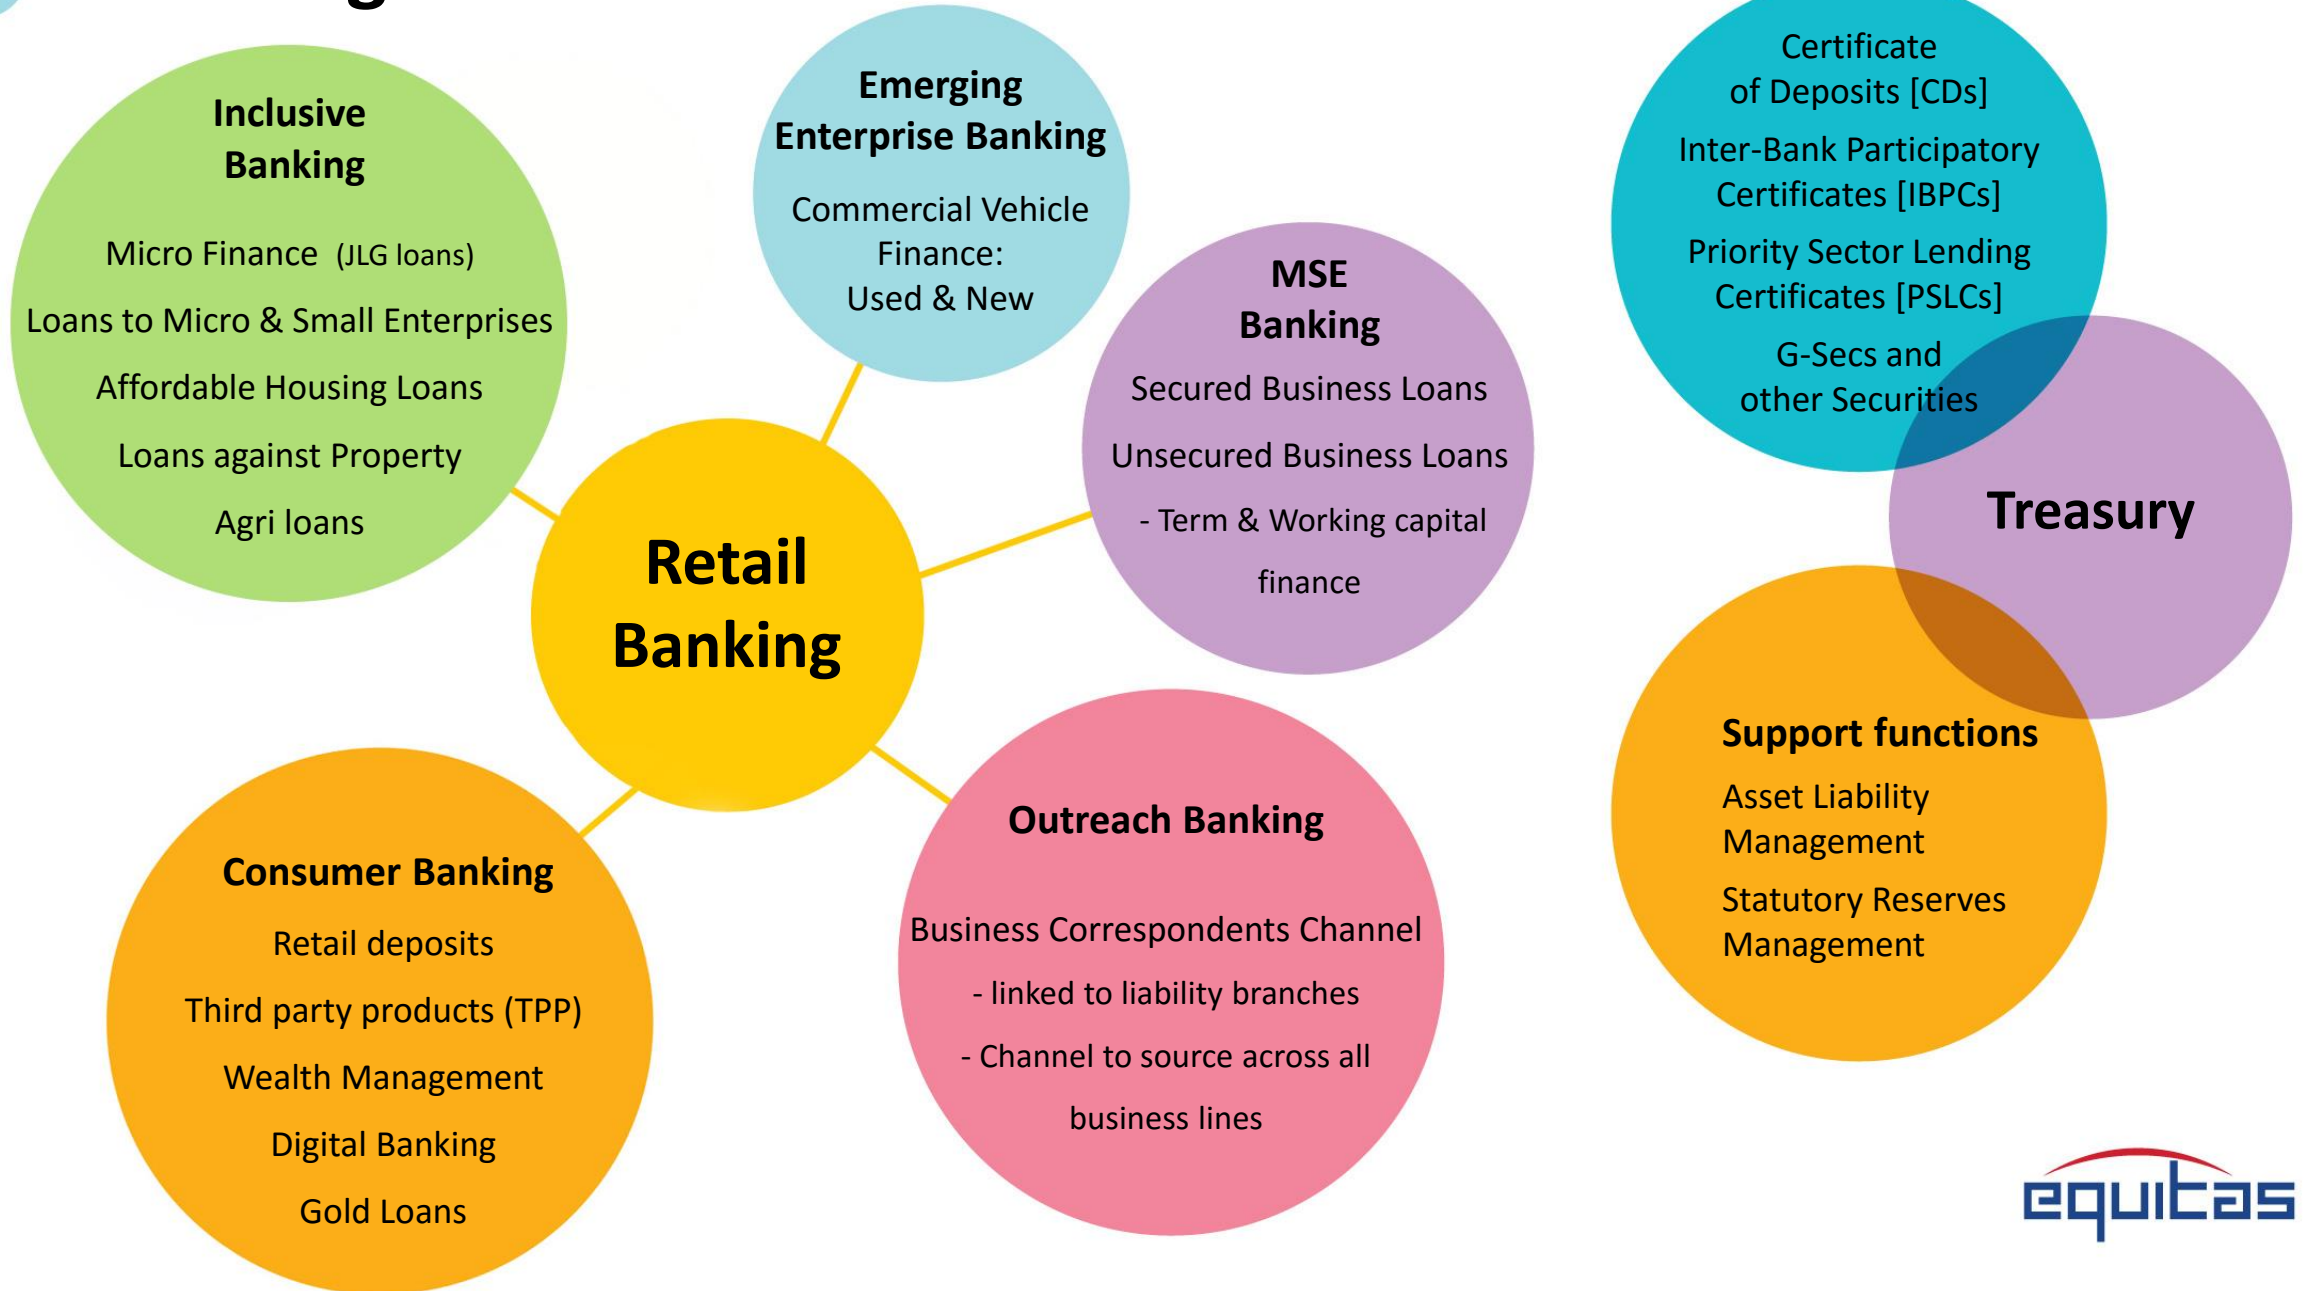 Inclusive
Banking
Micro Finance (JLG loans)
Loans to Micro & Small Enterprises
Affordable Housing Loans
Loans against Property
Agri loans
Emerging
Enterprise Banking
Commercial Vehicle
Finance:
Used & New
MSE
Banking
Secured Business Loans
Unsecured Business Loans
- Term & Working capital
finance
Retail
Banking
Consumer Banking
Retail deposits
Third party products (TPP)
Wealth Management
Digital Banking
Gold Loans
Outreach Banking
Business Correspondents Channel
- linked to liability branches
- Channel to source across all
business lines
Certificate
of Deposits [CDs]
Inter-Bank Participatory
Certificates [IBPCs]
Priority Sector Lending
Certificates [PSLCs]
G-Secs and
other Securities
Treasury
Support functions
Asset Liability
Management
Statutory Reserves
Management
equitas